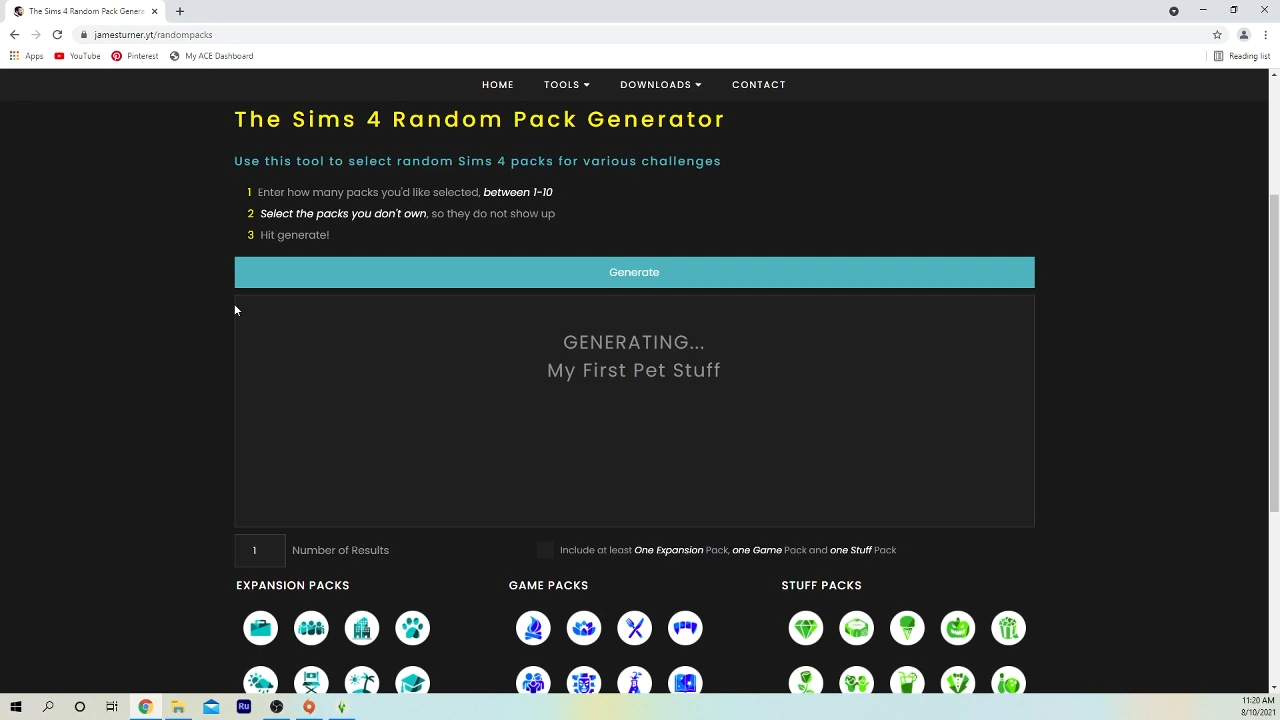 The Sims 4 Random Pack Genera
jamesturner.yt/randompacks
Apps
YouTube
Pinterest
My ACE Dashboard
Reading list
HOME
TOOLS
DOWNLOADS
CONTACT
The Sims 4 Random Pack Generator
Use this tool to select random Sims 4 packs for various challenges
1 Enter how many packs you'd like selected, between 1-10
2 Select the packs you don't own, so they do not show up
3 Hit generate!
Generate
GENERATING...
My First Pet Stuff
1 Number of Results
Include at least One Expansion Pack, one Game Pack and one Stuff Pack
EXPANSION PACKS
GAME PACKS
STUFF PACKS
Ru
11:20 AM
8/10/2021